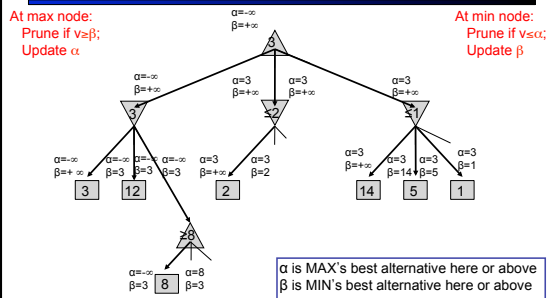 At max node:
Prune if v≥β;
Update α
At min node:
Prune if v≤α;
Update β
α=-∞
β=+∞
3
α=-∞
β=+∞
α=3
β=+∞
α=3
β=+∞
α=3
β=+∞
3
≤2
≤1
α=-∞
β=+ ∞
α=-∞
β=3
α=-∞
β=3
α=-∞
β=3
α=3
β=+∞
α=3
β=2
α=3
β=+∞
α=3
β=14
α=3
β=5
α=3
β=1
3
12
2
14
5
1
≥8
α=-∞
β=3
8
α=8
β=3
α is MAX's best alternative here or above
β is MIN's best alternative here or above